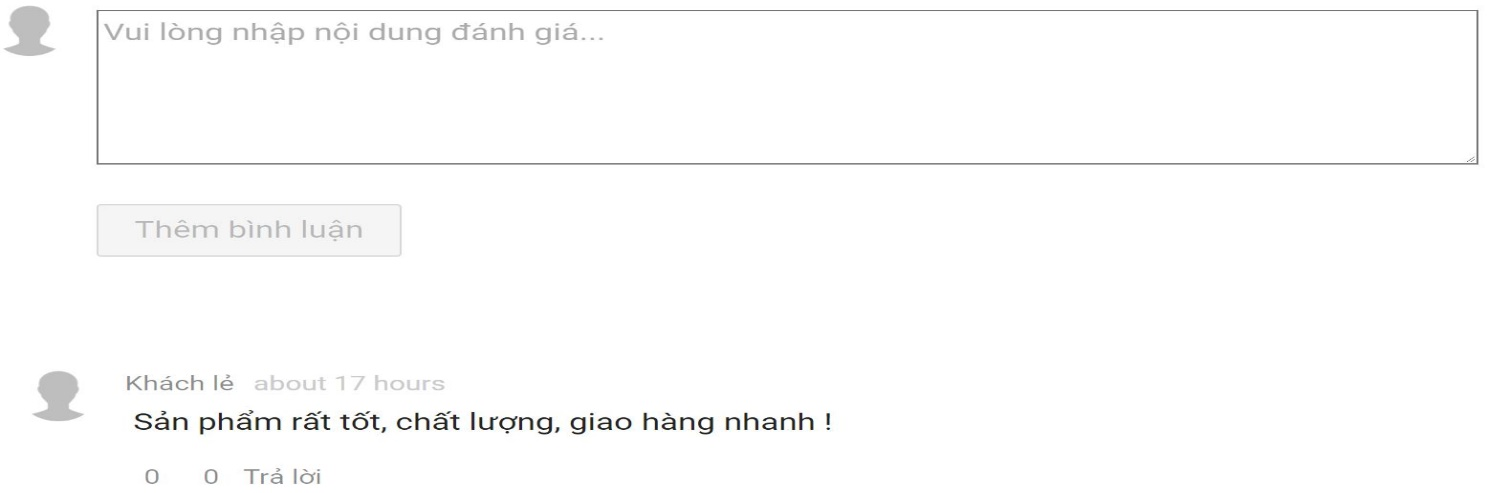 Vui lòng nhập nội dung đánh giá...
Thêm bình luận
Khách lẻ about 17 hours
Sản phẩm rất tốt, chất lượng, giao hàng nhanh !
0 0 Trả lời